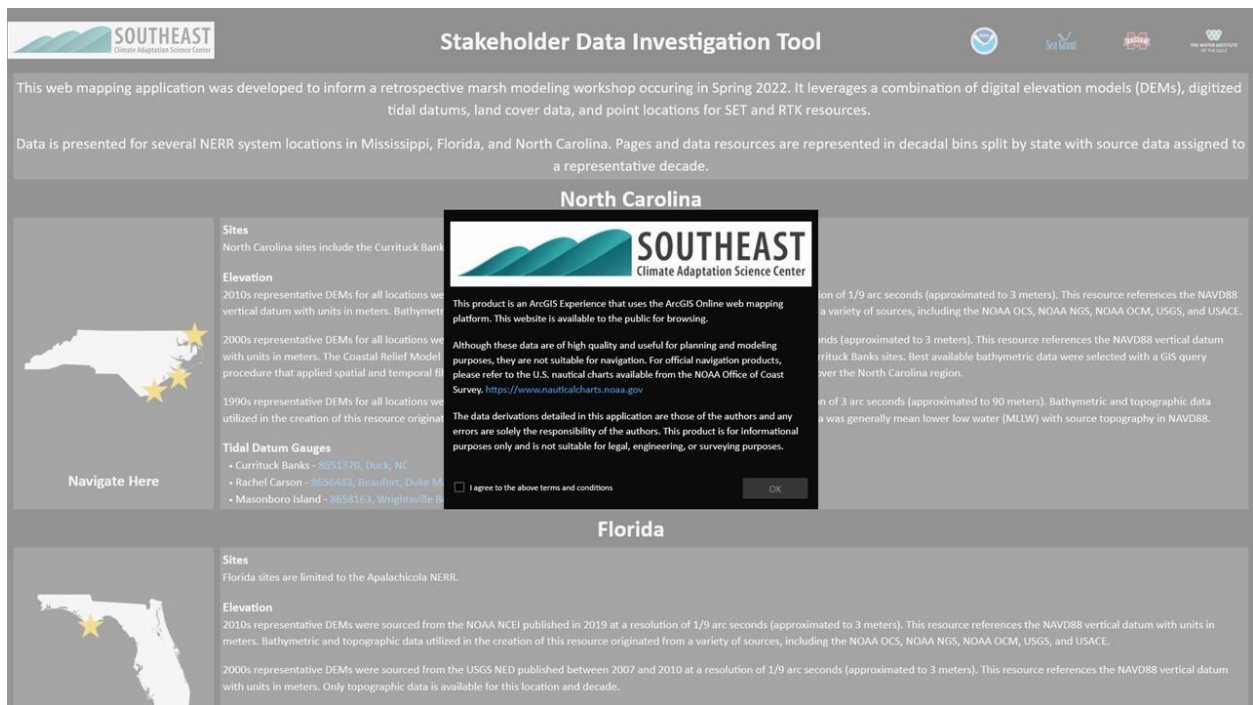 SOUTHEAST
Climate Adaptation Science Center
Stakeholder Data Investigation Tool
Sea Grant
THE WATER INSTITUTE
OF THE GULF
This web mapping application was developed to inform a retrospective marsh modeling workshop occuring in Spring 2022. It leverages a combination of digital elevation models (DEMs), digitized
tidal datums, land cover data, and point locations for SET and RTK resources.
Data is presented for several NERR system locations in Mississippi, Florida, and North Carolina. Pages and data resources are represented in decadal bins split by state with source data assigned to
a representative decade.
North Carolina
Navigate Here
Sites
North Carolina sites include the Currituck Bank
Elevation
2010s representative DEMs for all locations we
ion of 1/9 arc seconds (approximated to 3 meters). This resource references the NAVD88
vertical datum with units in meters. Bathymetr
a variety of sources, including the NOAA OCS, NOAA NGS, NOAA OCM, USGS, and USACE.
2000s representative DEMs for all locations we
nds (approximated to 3 meters). This resource references the NAVD88 vertical datum
with units in meters. The Coastal Relief Model
rrituck Banks sites. Best available bathymetric data were selected with a GIS query
procedure that applied spatial and temporal fil
over the North Carolina region.
1990s representative DEMs for all locations we
n of 3 arc seconds (approximated to 90 meters). Bathymetric and topographic data
utilized in the creation of this resource originat
a was generally mean lower low water (MLLW) with source topography in NAVD88.
Tidal Datum Gauges
• Currituck Banks - 8651370, Duck, NC
• Rachel Carson - 8656483, Beaufort, Duke M
• Masonboro Island - 8658163, Wrightsville B
SOUTHEAST
Climate Adaptation Science Center
This product is an ArcGIS Experience that uses the ArcGIS Online web mapping
platform. This website is available to the public for browsing.
Although these data are of high quality and useful for planning and modeling
purposes, they are not suitable for navigation. For official navigation products,
please refer to the U.S. nautical charts available from the NOAA Office of Coast
Survey. https://www.nauticalcharts.noaa.gov
The data derivations detailed in this application are those of the authors and any
errors are solely the responsibility of the authors. This product is for informational
purposes only and is not suitable for legal, engineering, or surveying purposes.
I agree to the above terms and conditions
OK
Florida
Sites
Florida sites are limited to the Apalachicola NERR.
Elevation
2010s representative DEMs were sourced from the NOAA NCEI published in 2019 at a resolution of 1/9 arc seconds (approximated to 3 meters). This resource references the NAVD88 vertical datum with units in
meters. Bathymetric and topographic data utilized in the creation of this resource originated from a variety of sources, including the NOAA OCS, NOAA NGS, NOAA OCM, USGS, and USACE.
2000s representative DEMs were sourced from the USGS NED published between 2007 and 2010 at a resolution of 1/9 arc seconds (approximated to 3 meters). This resource references the NAVD88 vertical datum
with units in meters. Only topographic data is available for this location and decade.